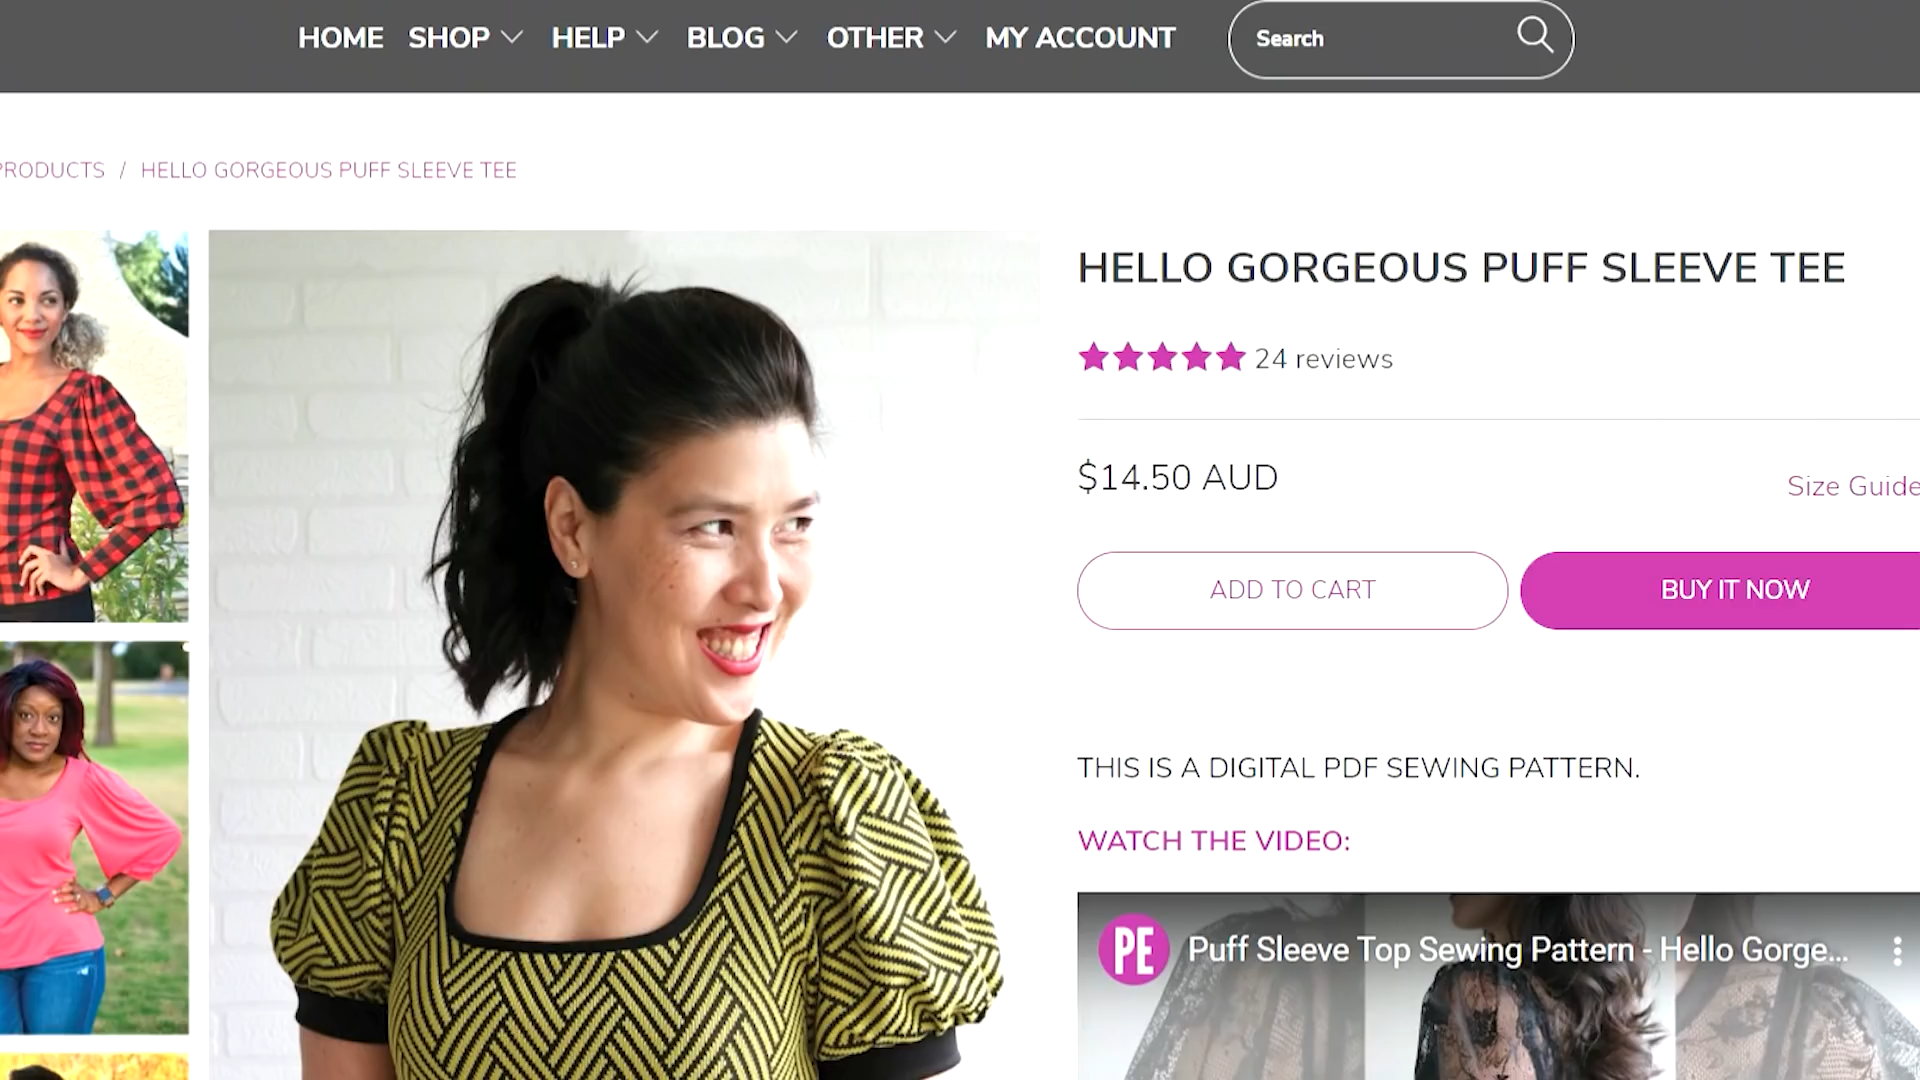 HOME SHOP HELP BLOG OTHER MY ACCOUNT Search
PRODUCTS / HELLO GORGEOUS PUFF SLEEVE TEE
HELLO GORGEOUS PUFF SLEEVE TEE
24 reviews
$14.50 AUD
Size Guide
ADD TO CART
BUY IT NOW
THIS IS A DIGITAL PDF SEWING PATTERN.
WATCH THE VIDEO:
PE Puff Sleeve Top Sewing Pattern - Hello Gorge...